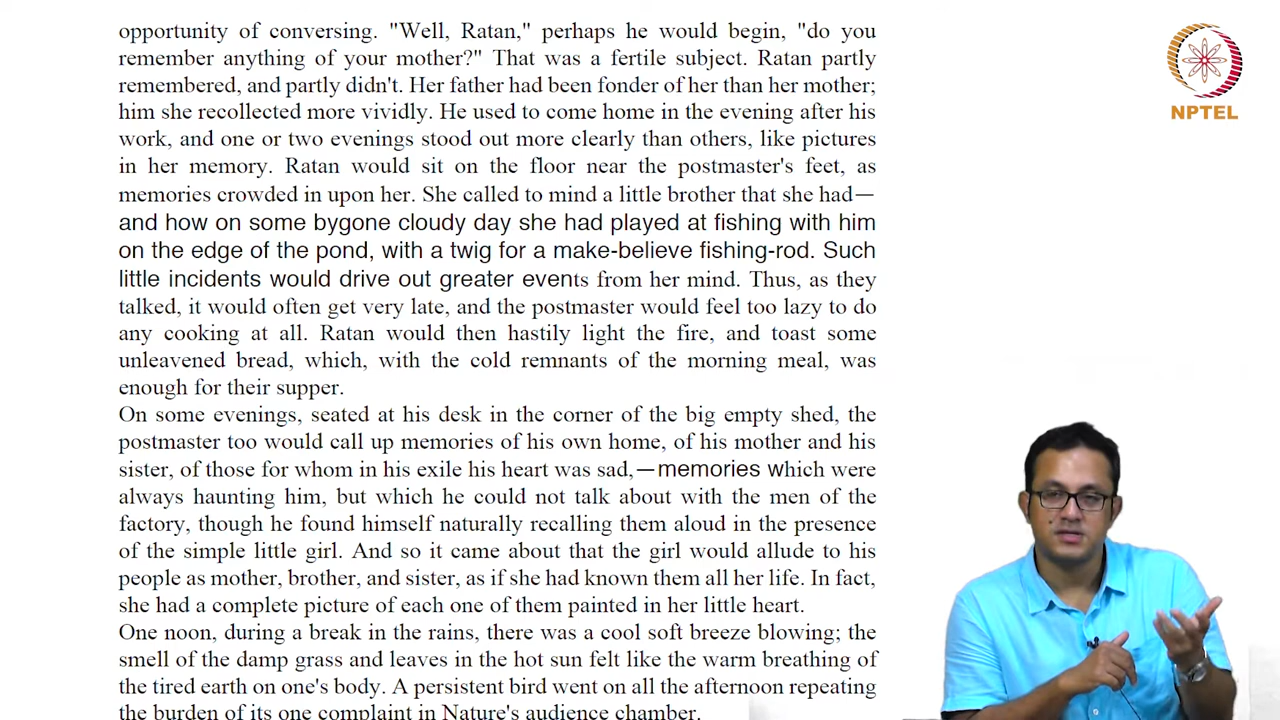 opportunity of conversing. "Well, Ratan," perhaps he would begin, "do you
remember anything of your mother?" That was a fertile subject. Ratan partly
remembered, and partly didn't. Her father had been fonder of her than her mother;
him she recollected more vividly. He used to come home in the evening after his
work, and one or two evenings stood out more clearly than others, like pictures
in her memory. Ratan would sit on the floor near the postmaster's feet, as
memories crowded in upon her. She called to mind a little brother that she had—
and how on some bygone cloudy day she had played at fishing with him
on the edge of the pond, with a twig for a make-believe fishing-rod. Such
little incidents would drive out greater events from her mind. Thus, as they
talked, it would often get very late, and the postmaster would feel too lazy to do
any cooking at all. Ratan would then hastily light the fire, and toast some
unleavened bread, which, with the cold remnants of the morning meal, was
enough for their supper.
On some evenings, seated at his desk in the corner of the big empty shed, the
postmaster too would call up memories of his own home, of his mother and his
sister, of those for whom in his exile his heart was sad,—memories which were
always haunting him, but which he could not talk about with the men of the
factory, though he found himself naturally recalling them aloud in the presence
of the simple little girl. And so it came about that the girl would allude to his
people as mother, brother, and sister, as if she had known them all her life. In fact,
she had a complete picture of each one of them painted in her little heart.
One noon, during a break in the rains, there was a cool soft breeze blowing; the
smell of the damp grass and leaves in the hot sun felt like the warm breathing of
the tired earth on one's body. A persistent bird went on all the afternoon repeating
the burden of its one complaint in Nature's audience chamber.
NPTEL